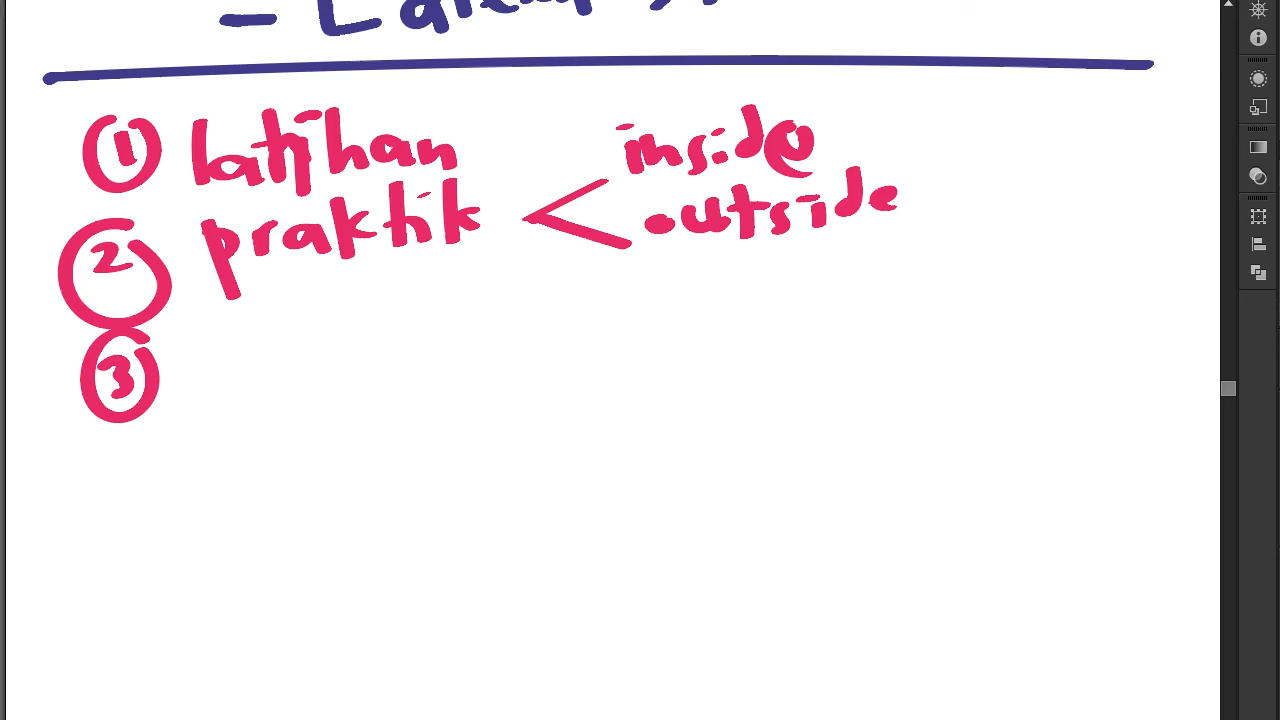 ① latihan
② praktik < inside
outside
③